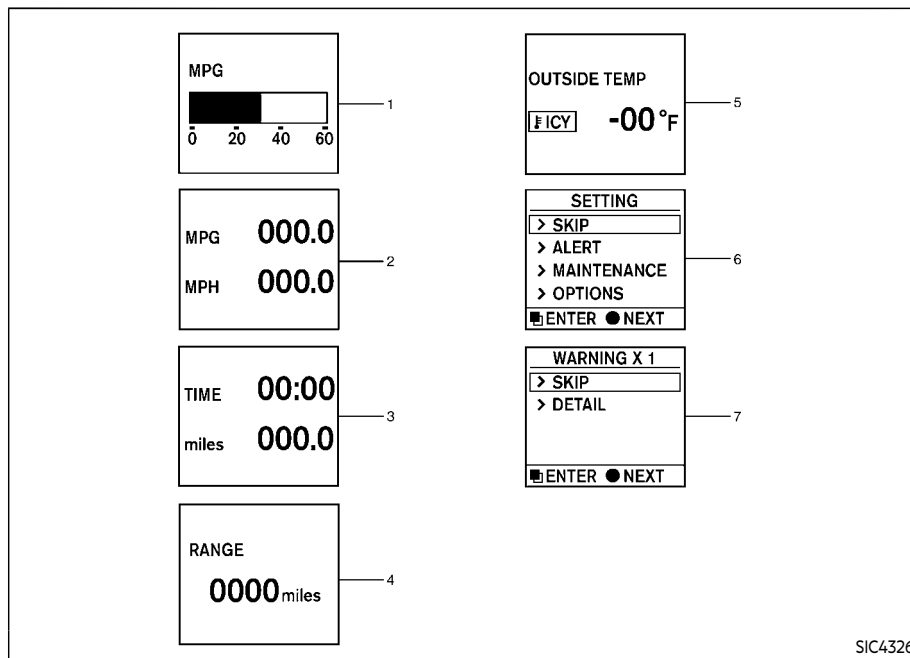 MPG
0 20 40 60
1
MPG 000.0
MPH 000.0
2
TIME 00:00
miles 000.0
3
RANGE
0000 miles
4
OUTSIDE TEMP
ICY -00°F
5
SETTING
> SKIP
> ALERT
> MAINTENANCE
> OPTIONS
ENTER ● NEXT
6
WARNING X 1
> SKIP
> DETAIL
ENTER ● NEXT
7
SIC4326